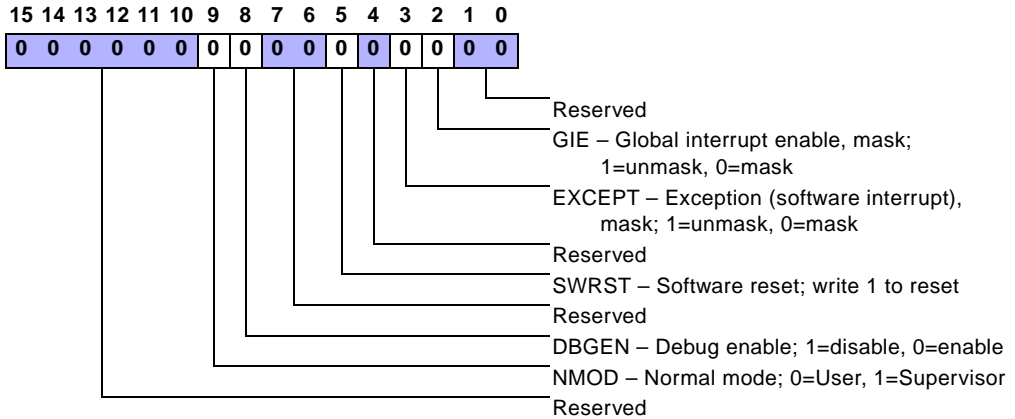 15 14 13 12 11 10 9 8 7 6 5 4 3 2 1 0
0 0 0 0 0 0 0 0 0 0 0 0 0 0 0 0
Reserved
GIE – Global interrupt enable, mask;
1=unmask, 0=mask
EXCEPT – Exception (software interrupt),
mask; 1=unmask, 0=mask
Reserved
SWRST – Software reset; write 1 to reset
Reserved
DBGEN – Debug enable; 1=disable, 0=enable
NMOD – Normal mode; 0=User, 1=Supervisor
Reserved